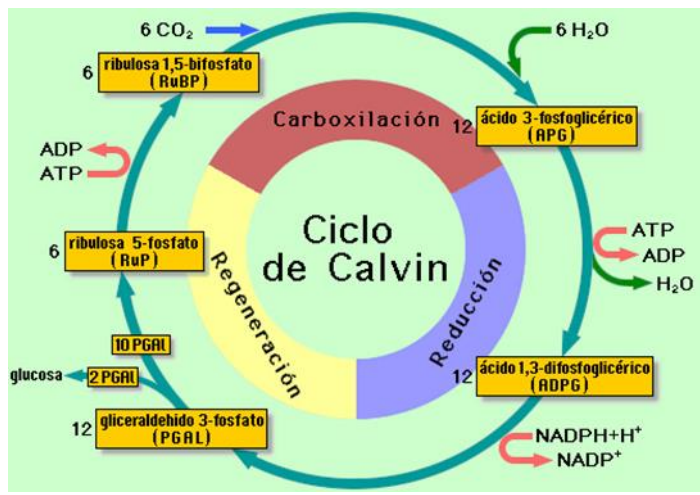 6 CO₂
6 H₂O
6
ribulosa 1,5-bifosfato
(RuBP)
Carboxilación
12
ácido 3-fosfoglicérico
(APG)
ADP
ATP
Ciclo
de Calvin
ATP
ADP
H₂O
6
ribulosa 5-fosfato
(RuP)
Regeneración
Reducción
10 PGAl
glucosa
2 PGAl
12
ácido 1,3-difosfoglicérico
(ADPG)
12
gliceraldehido 3-fosfato
(PGAL)
NADPH+H⁺
NADP⁺